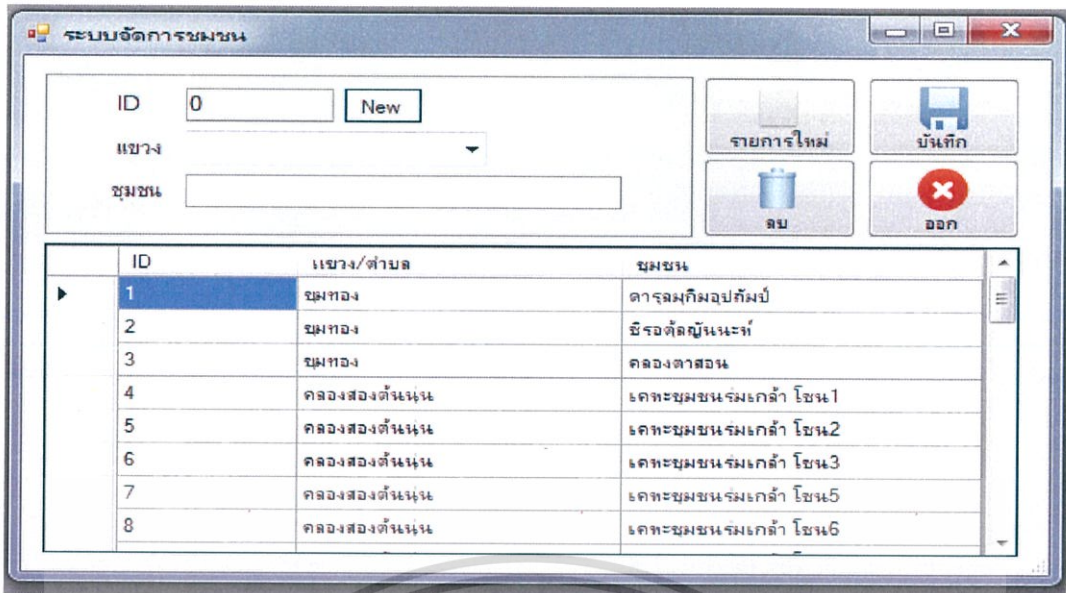 ระบบจัดการชุมชน
ID 0 New
แขวง
ชุมชน
รายการใหม่ บันทึก
ลบ ออก
ID แขวง/ตำบล ชุมชน
1 ขุมทอง ดารุลมุกีมอุปถัมป์
2 ขุมทอง ซีรอตุ้ลญันนะห์
3 ขุมทอง คลองตาสอน
4 คลองสองต้นนุ่น เคหะชุมชนร่มเกล้า โซน1
5 คลองสองต้นนุ่น เคหะชุมชนร่มเกล้า โซน2
6 คลองสองต้นนุ่น เคหะชุมชนร่มเกล้า โซน3
7 คลองสองต้นนุ่น เคหะชุมชนร่มเกล้า โซน5
8 คลองสองต้นนุ่น เคหะชุมชนร่มเกล้า โซน6